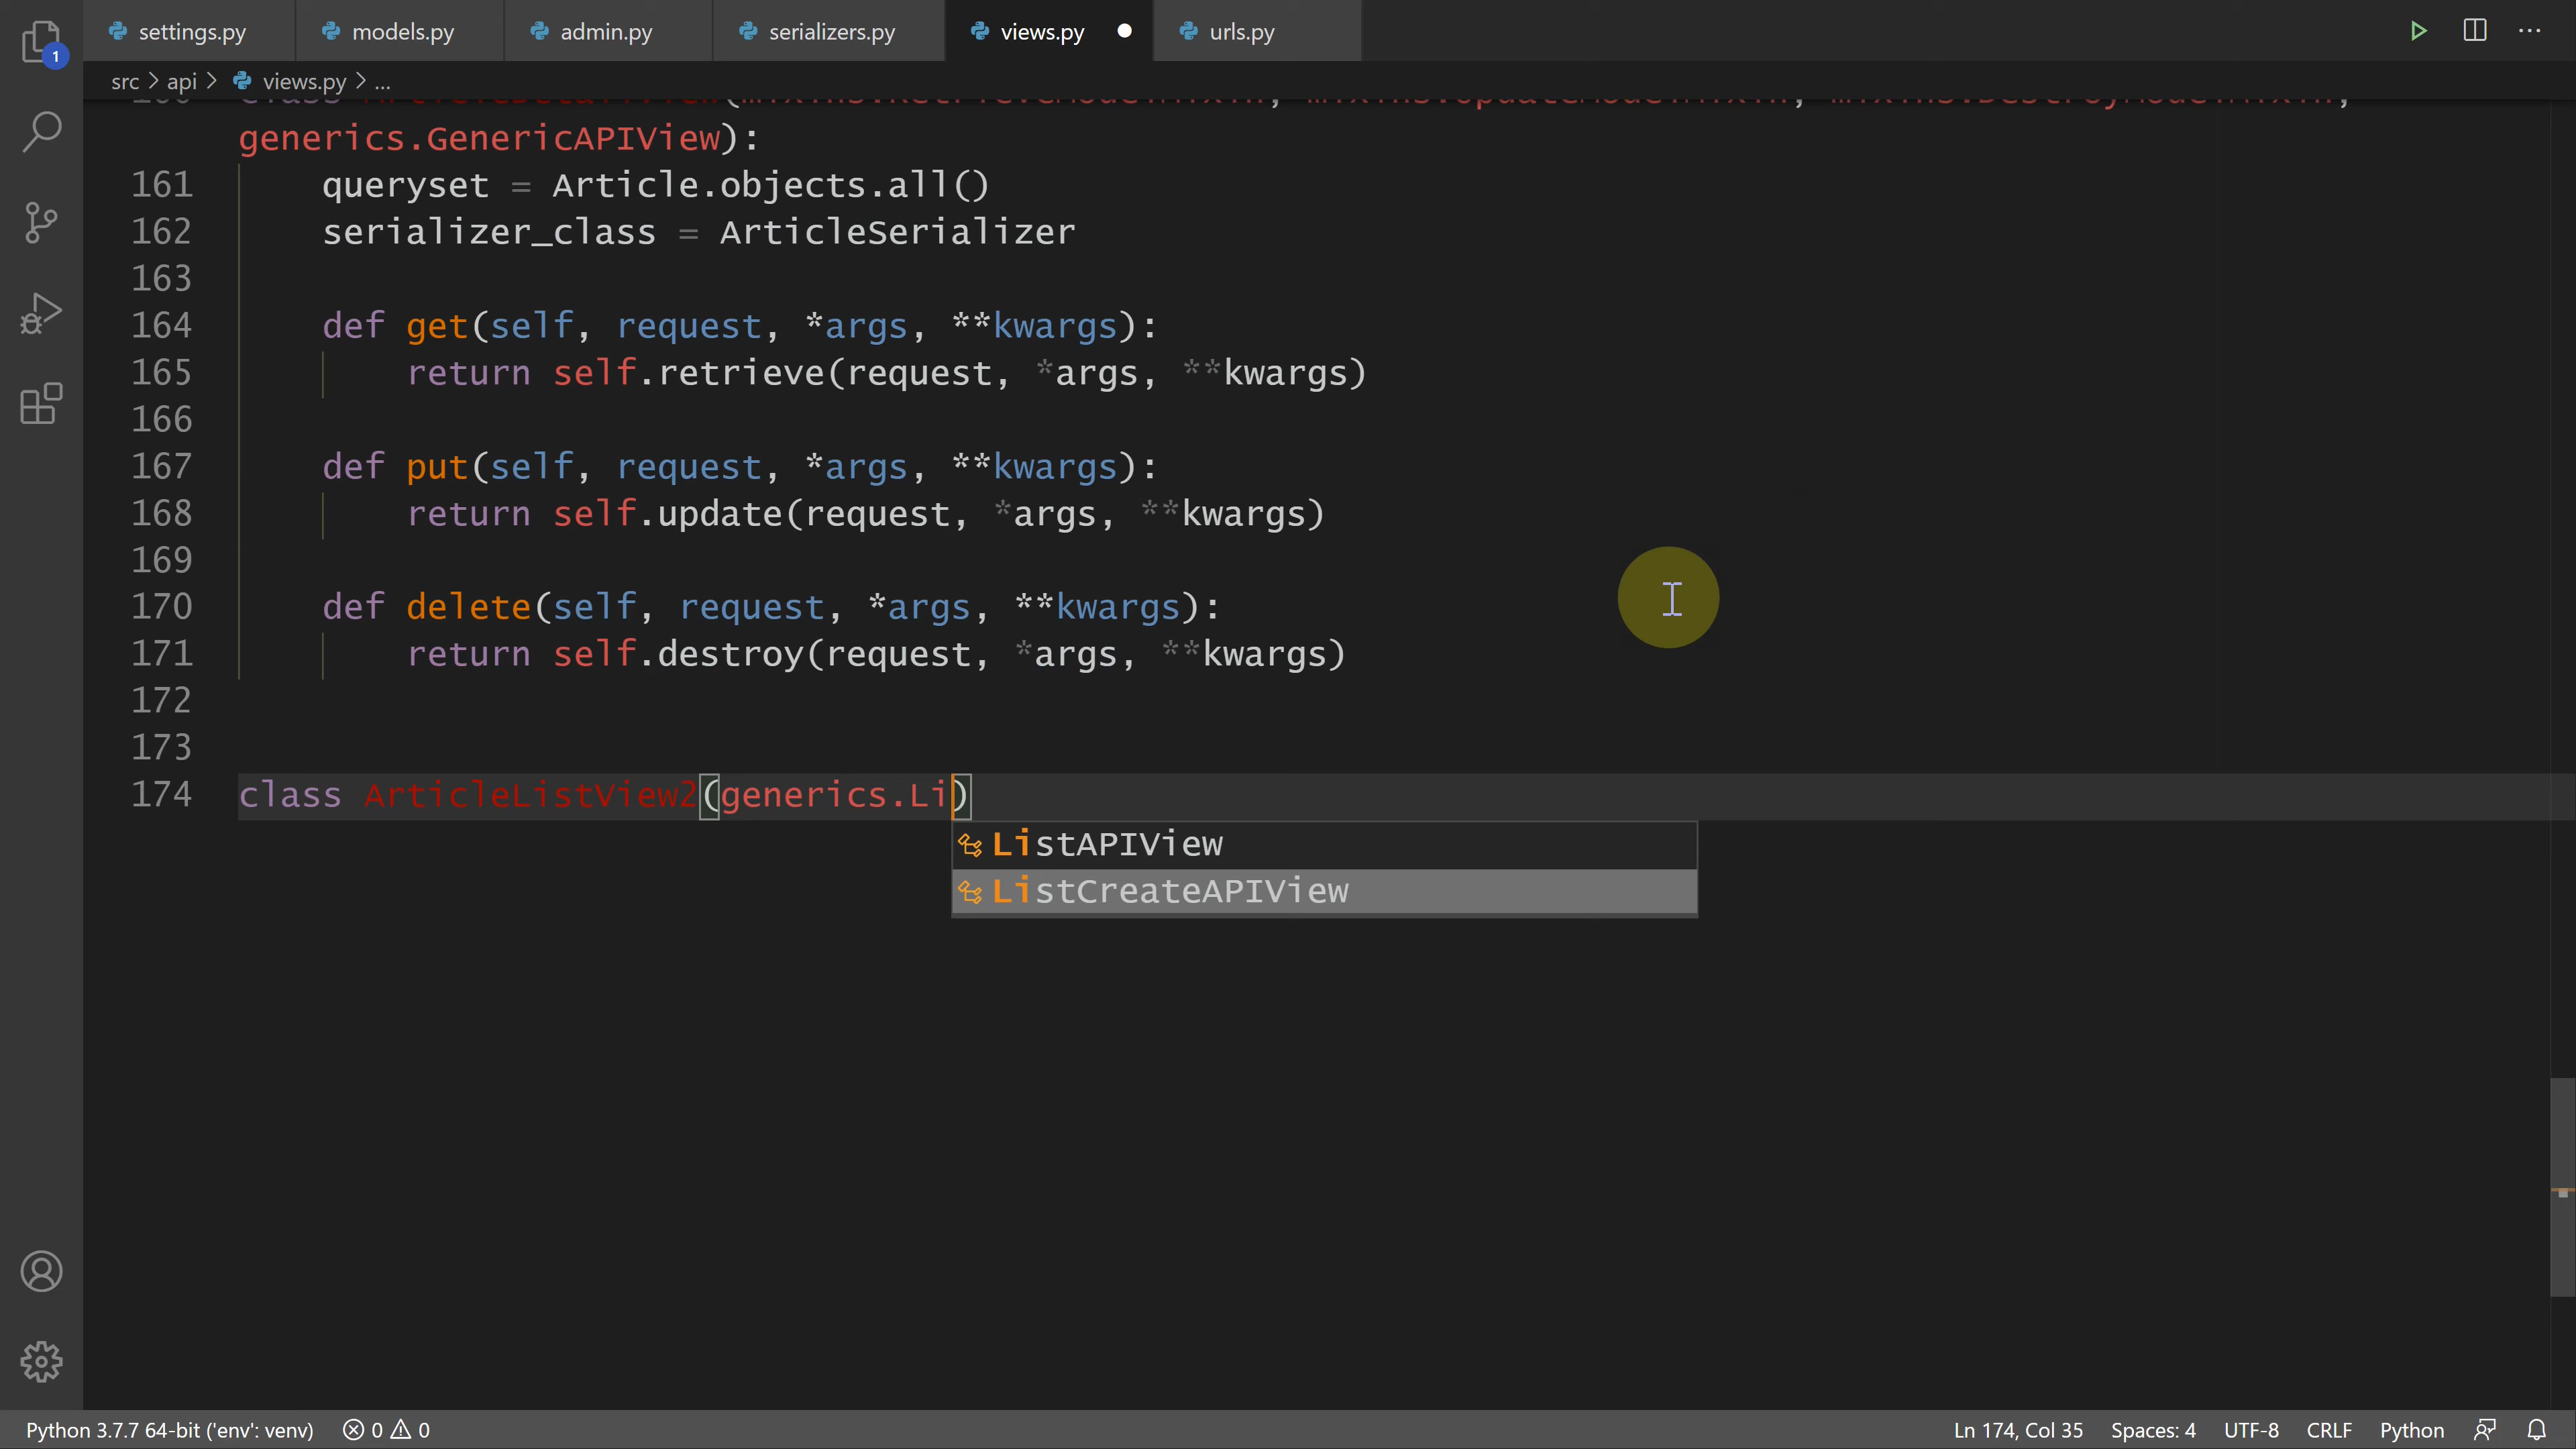 settings.py models.py admin.py serializers.py views.py urls.py
1
src > api > views.py > ...
generics.GenericAPIView):
161 queryset = Article.objects.all()
162 serializer_class = ArticleSerializer
163
164 def get(self, request, *args, **kwargs):
165 return self.retrieve(request, *args, **kwargs)
166
167 def put(self, request, *args, **kwargs):
168 return self.update(request, *args, **kwargs)
169
170 def delete(self, request, *args, **kwargs):
171 return self.destroy(request, *args, **kwargs)
172
173
174 class ArticleListView2(generics.Li)
ListAPIView
ListCreateAPIView
Python 3.7.7 64-bit ('env': venv) 0 0 Ln 174, Col 35 Spaces: 4 UTF-8 CRLF Python